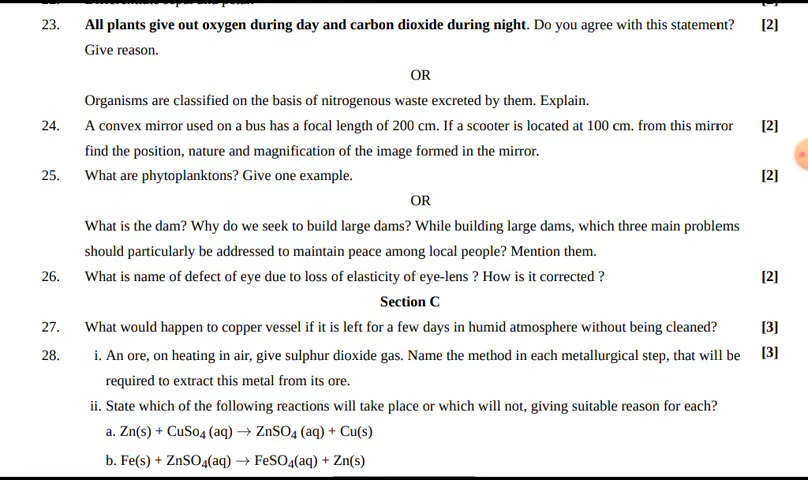 23. All plants give out oxygen during day and carbon dioxide during night. Do you agree with this statement? [2]
Give reason.
OR
Organisms are classified on the basis of nitrogenous waste excreted by them. Explain.
24. A convex mirror used on a bus has a focal length of 200 cm. If a scooter is located at 100 cm. from this mirror [2]
find the position, nature and magnification of the image formed in the mirror.
25. What are phytoplanktons? Give one example. [2]
OR
What is the dam? Why do we seek to build large dams? While building large dams, which three main problems
should particularly be addressed to maintain peace among local people? Mention them.
26. What is name of defect of eye due to loss of elasticity of eye-lens ? How is it corrected ? [2]
Section C
27. What would happen to copper vessel if it is left for a few days in humid atmosphere without being cleaned? [3]
28. i. An ore, on heating in air, give sulphur dioxide gas. Name the method in each metallurgical step, that will be [3]
required to extract this metal from its ore.
ii. State which of the following reactions will take place or which will not, giving suitable reason for each?
a. Zn(s) + CuSo₄ (aq) → ZnSO₄ (aq) + Cu(s)
b. Fe(s) + ZnSO₄(aq) → FeSO₄(aq) + Zn(s)